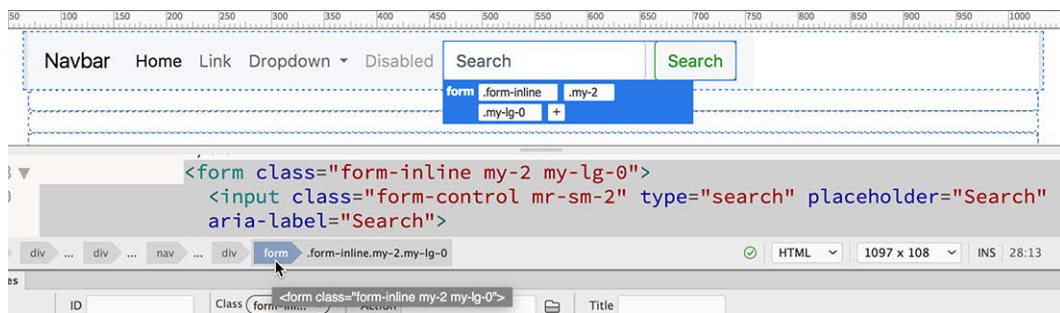 50 100 150 200 250 300 350 400 450 500 550 600 650 700 750 800 850 900 950 1000
Navbar Home Link Dropdown Disabled Search Search
form .form-inline .my-2
.my-lg-0 +
<form class="form-inline my-2 my-lg-0">
<input class="form-control mr-sm-2" type="search" placeholder="Search"
aria-label="Search">
div ... div ... nav ... div form .form-inline.my-2.my-lg-0 HTML 1097 x 108 INS 28:13
<form class="form-inline my-2 my-lg-0">
ID Class Title